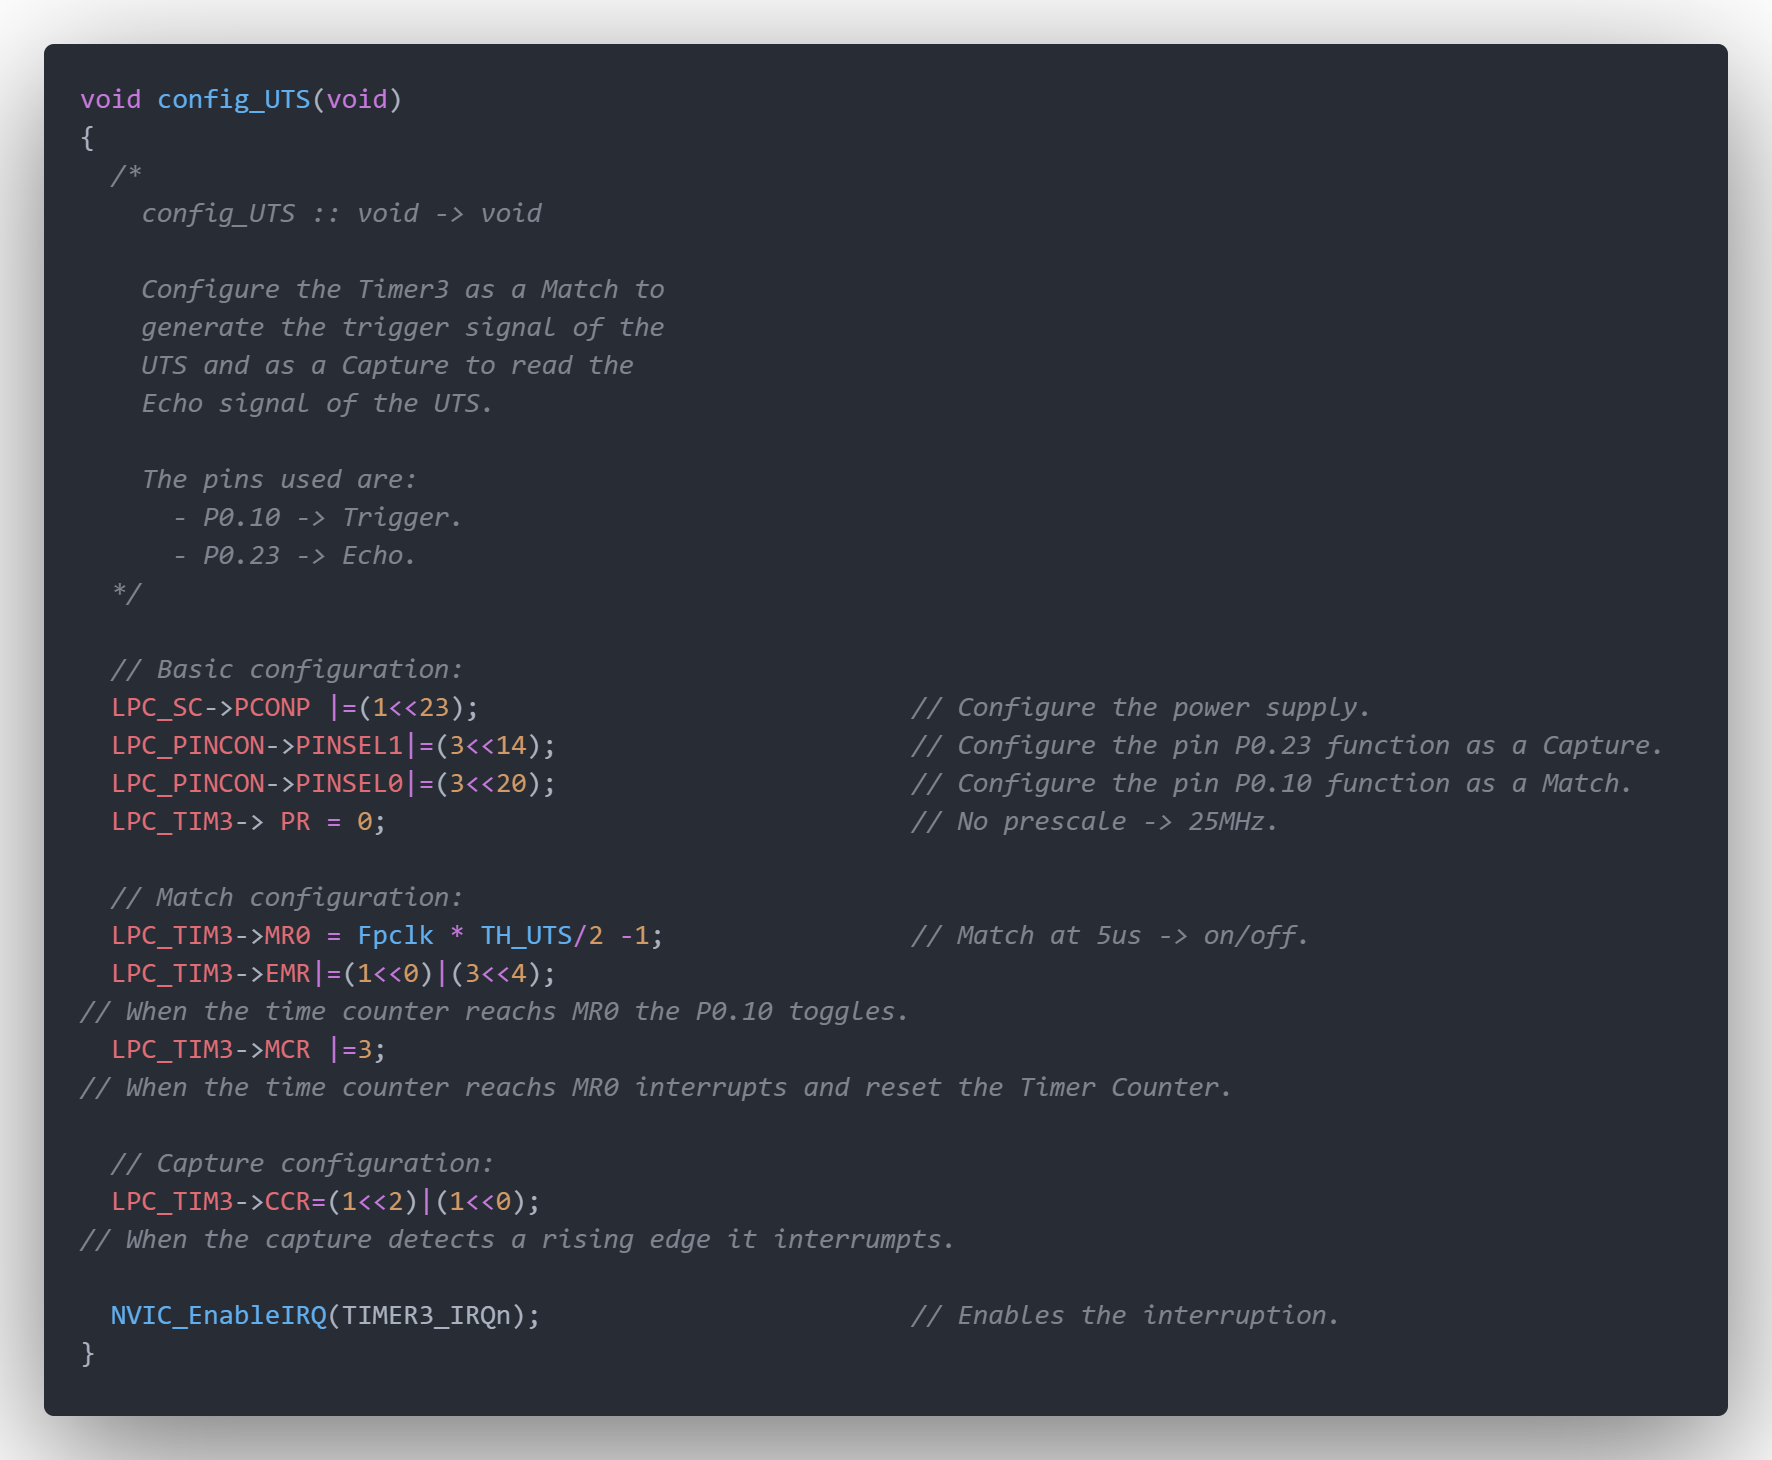 void config_UTS(void)
{
  /*
    config_UTS :: void -> void

    Configure the Timer3 as a Match to
    generate the trigger signal of the
    UTS and as a Capture to read the
    Echo signal of the UTS.

    The pins used are:
      - P0.10 -> Trigger.
      - P0.23 -> Echo.
  */

  // Basic configuration:
  LPC_SC->PCONP |=(1<<23);                            // Configure the power supply.
  LPC_PINCON->PINSEL1|=(3<<14);                       // Configure the pin P0.23 function as a Capture.
  LPC_PINCON->PINSEL0|=(3<<20);                       // Configure the pin P0.10 function as a Match.
  LPC_TIM3-> PR = 0;                                  // No prescale -> 25MHz.

  // Match configuration:
  LPC_TIM3->MR0 = Fpclk * TH_UTS/2 -1;                // Match at 5us -> on/off.
  LPC_TIM3->EMR|=(1<<0)|(3<<4);
// When the time counter reachs MR0 the P0.10 toggles.
  LPC_TIM3->MCR |=3;
// When the time counter reachs MR0 interrupts and reset the Timer Counter.

  // Capture configuration:
  LPC_TIM3->CCR=(1<<2)|(1<<0);
// When the capture detects a rising edge it interrumpts.

  NVIC_EnableIRQ(TIMER3_IRQn);                        // Enables the interruption.
}